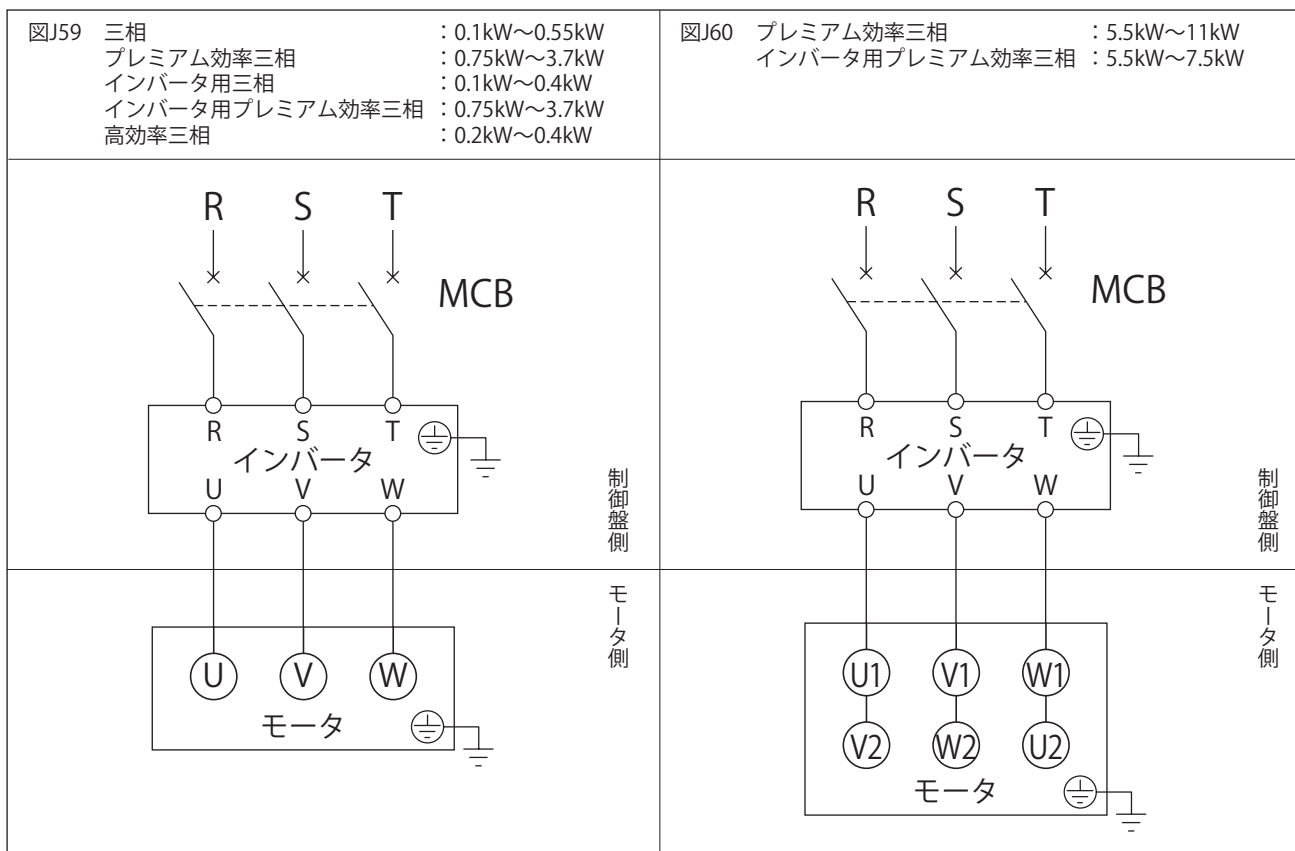 図J59 三相 ：0.1kW～0.55kW
プレミアム効率三相 ：0.75kW～3.7kW
インバータ用三相 ：0.1kW～0.4kW
インバータ用プレミアム効率三相 ：0.75kW～3.7kW
高効率三相 ：0.2kW～0.4kW
R S T
MCB
R S T
インバータ
U V W
制御盤側
モータ側
U V W
モータ
図J60 プレミアム効率三相 ：5.5kW～11kW
インバータ用プレミアム効率三相 ：5.5kW～7.5kW
R S T
MCB
R S T
インバータ
U V W
制御盤側
モータ側
U1 V1 W1
V2 W2 U2
モータ